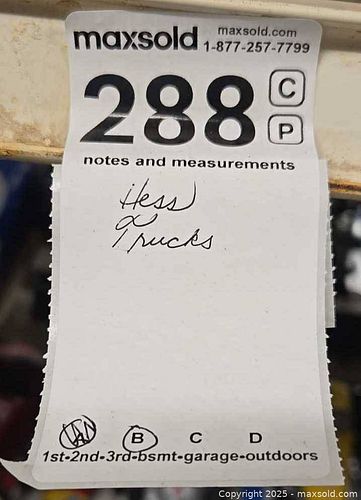 maxsold
maxsold.com
1-877-257-7799
288
C
P
notes and measurements
Hess
Trucks
B C D
1st-2nd-3rd-bsmt-garage-outdoors
Copyright © 2025 - maxsold.com